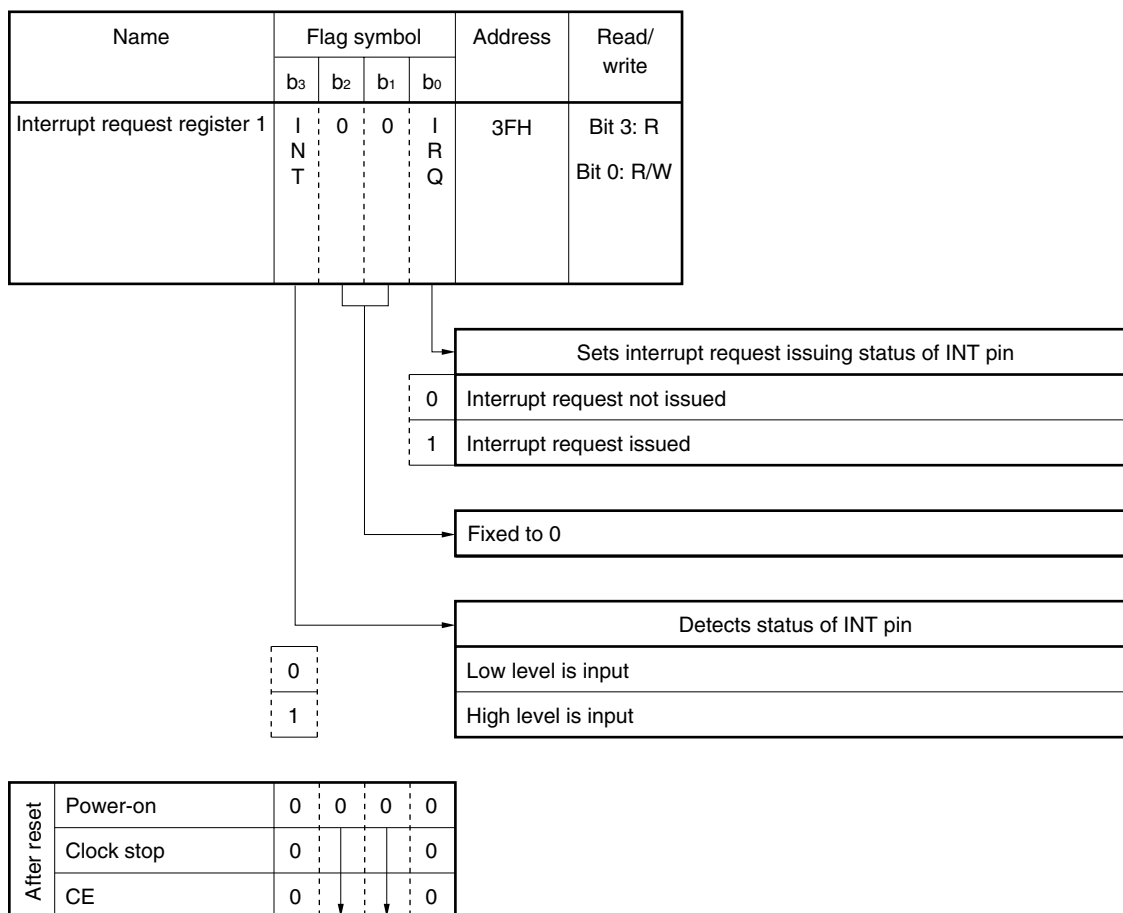 Name Flag symbol Address Read/
write
b3 b2 b1 b0
Interrupt request register 1 I 0 0 I 3FH Bit 3: R
N R
T Q Bit 0: R/W
Sets interrupt request issuing status of INT pin
0 Interrupt request not issued
1 Interrupt request issued
Fixed to 0
Detects status of INT pin
0 Low level is input
1 High level is input
After reset
Power-on 0 0 0 0
Clock stop 0 0
CE 0 0